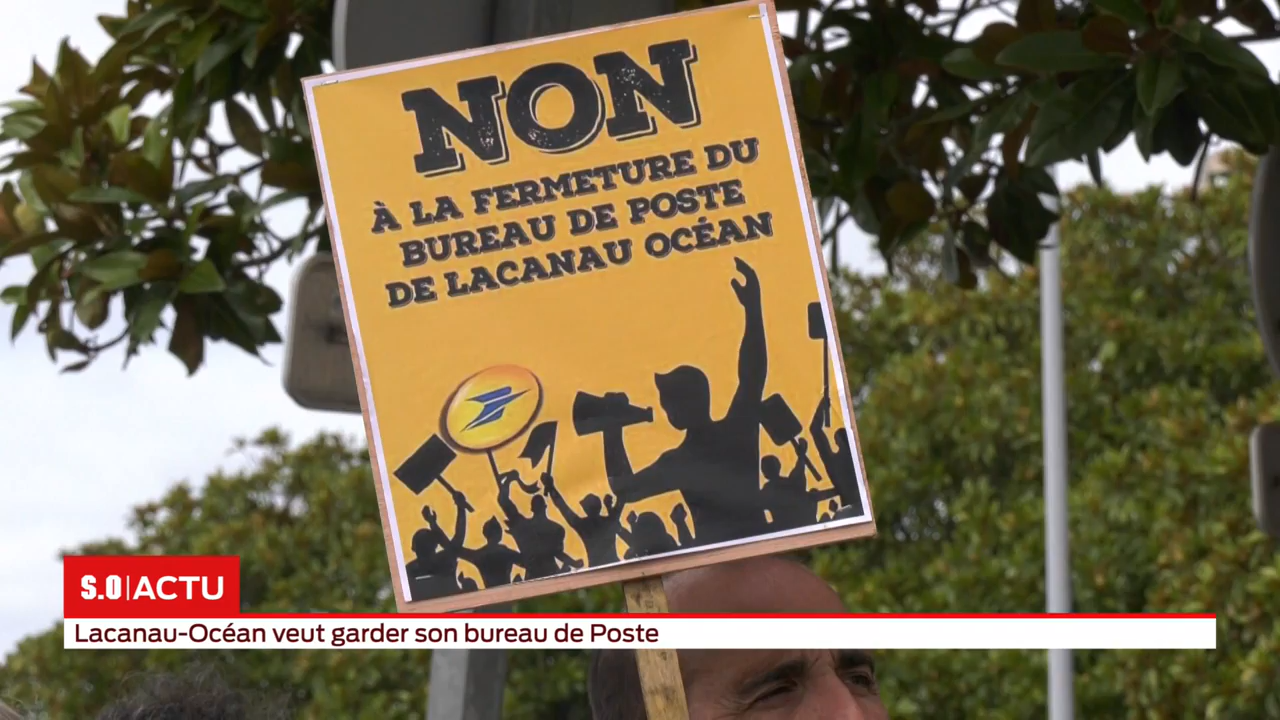 NON
À LA FERMETURE DU
BUREAU DE POSTE
DE LACANAU OCÉAN
S.O|ACTU
Lacanau-Océan veut garder son bureau de Poste